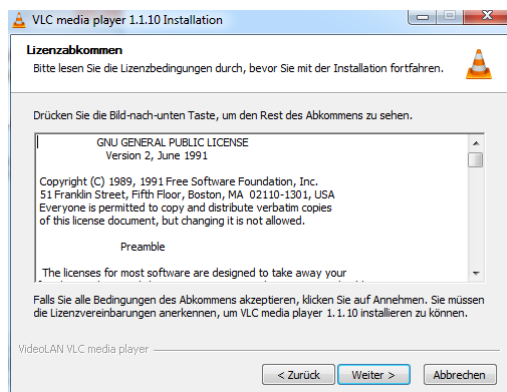 VLC media player 1.1.10 Installation
Lizenzabkommen
Bitte lesen Sie die Lizenzbedingungen durch, bevor Sie mit der Installation fortfahren.
Drücken Sie die Bild-nach-unten Taste, um den Rest des Abkommens zu sehen.
GNU GENERAL PUBLIC LICENSE
Version 2, June 1991
Copyright (C) 1989, 1991 Free Software Foundation, Inc.
51 Franklin Street, Fifth Floor, Boston, MA  02110-1301, USA
Everyone is permitted to copy and distribute verbatim copies
of this license document, but changing it is not allowed.
Preamble
The licenses for most software are designed to take away your
Falls Sie alle Bedingungen des Abkommens akzeptieren, klicken Sie auf Annehmen. Sie müssen
die Lizenzvereinbarungen anerkennen, um VLC media player 1.1.10 installieren zu können.
VideoLAN VLC media player
< Zurück
Weiter >
Abbrechen